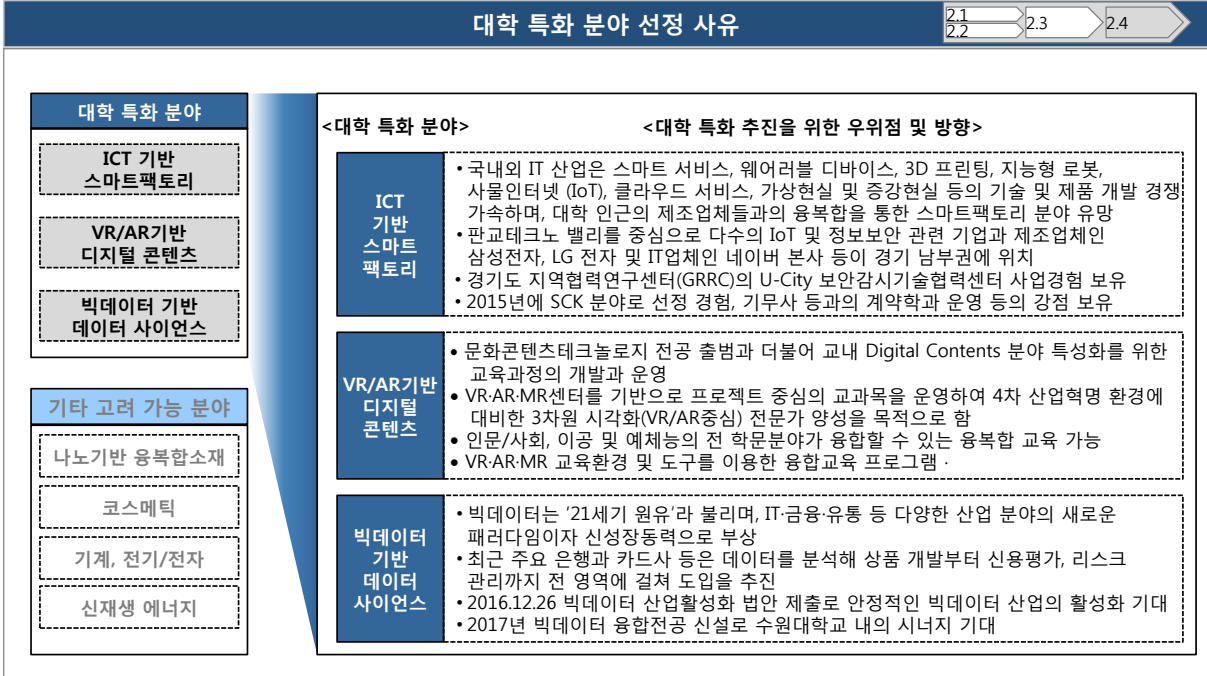 대학 특화 분야 선정 사유
2.1
2.2
2.3
2.4
대학 특화 분야
ICT 기반
스마트팩토리
VR/AR기반
디지털 콘텐츠
빅데이터 기반
데이터 사이언스
기타 고려 가능 분야
나노기반 융복합소재
코스메틱
기계, 전기/전자
신재생 에너지
<대학 특화 분야>
<대학 특화 추진을 위한 우위점 및 방향>
ICT
기반
스마트
팩토리
• 국내외 IT 산업은 스마트 서비스, 웨어러블 디바이스, 3D 프린팅, 지능형 로봇,
사물인터넷 (IoT), 클라우드 서비스, 가상현실 및 증강현실 등의 기술 및 제품 개발 경쟁
가속하며, 대학 인근의 제조업체들과의 융복합을 통한 스마트팩토리 분야 유망
• 판교테크노 밸리를 중심으로 다수의 IoT 및 정보보안 관련 기업과 제조업체인
삼성전자, LG 전자 및 IT업체인 네이버 본사 등이 경기 남부권에 위치
• 경기도 지역협력연구센터(GRRC)의 U-City 보안감시기술협력센터 사업경험 보유
• 2015년에 SCK 분야로 선정 경험, 기무사 등과의 계약학과 운영 등의 강점 보유
VR/AR기반
디지털
콘텐츠
• 문화콘텐츠테크놀로지 전공 출범과 더불어 교내 Digital Contents 분야 특성화를 위한
교육과정의 개발과 운영
• VR·AR·MR센터를 기반으로 프로젝트 중심의 교과목을 운영하여 4차 산업혁명 환경에
대비한 3차원 시각화(VR/AR중심) 전문가 양성을 목적으로 함
• 인문/사회, 이공 및 예체능의 전 학문분야가 융합할 수 있는 융복합 교육 가능
• VR·AR·MR 교육환경 및 도구를 이용한 융합교육 프로그램 ·
빅데이터
기반
데이터
사이언스
• 빅데이터는 ‘21세기 원유’라 불리며, IT·금융·유통 등 다양한 산업 분야의 새로운
패러다임이자 신성장동력으로 부상
• 최근 주요 은행과 카드사 등은 데이터를 분석해 상품 개발부터 신용평가, 리스크
관리까지 전 영역에 걸쳐 도입을 추진
• 2016.12.26 빅데이터 산업활성화 법안 제출로 안정적인 빅데이터 산업의 활성화 기대
• 2017년 빅데이터 융합전공 신설로 수원대학교 내의 시너지 기대